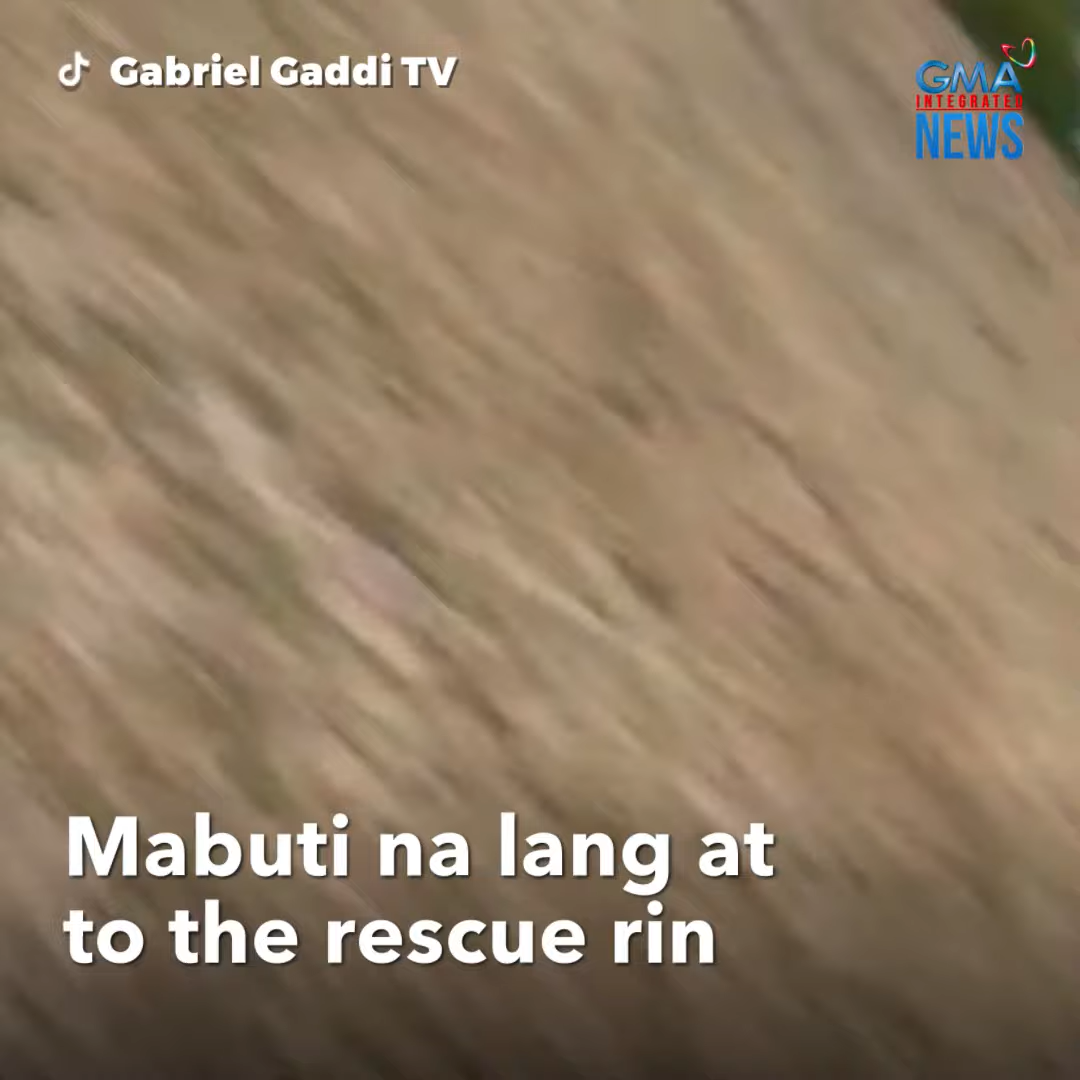 Gabriel Gaddi TV
GMA
INTEGRATED
NEWS
Mabuti na lang at
to the rescue rin